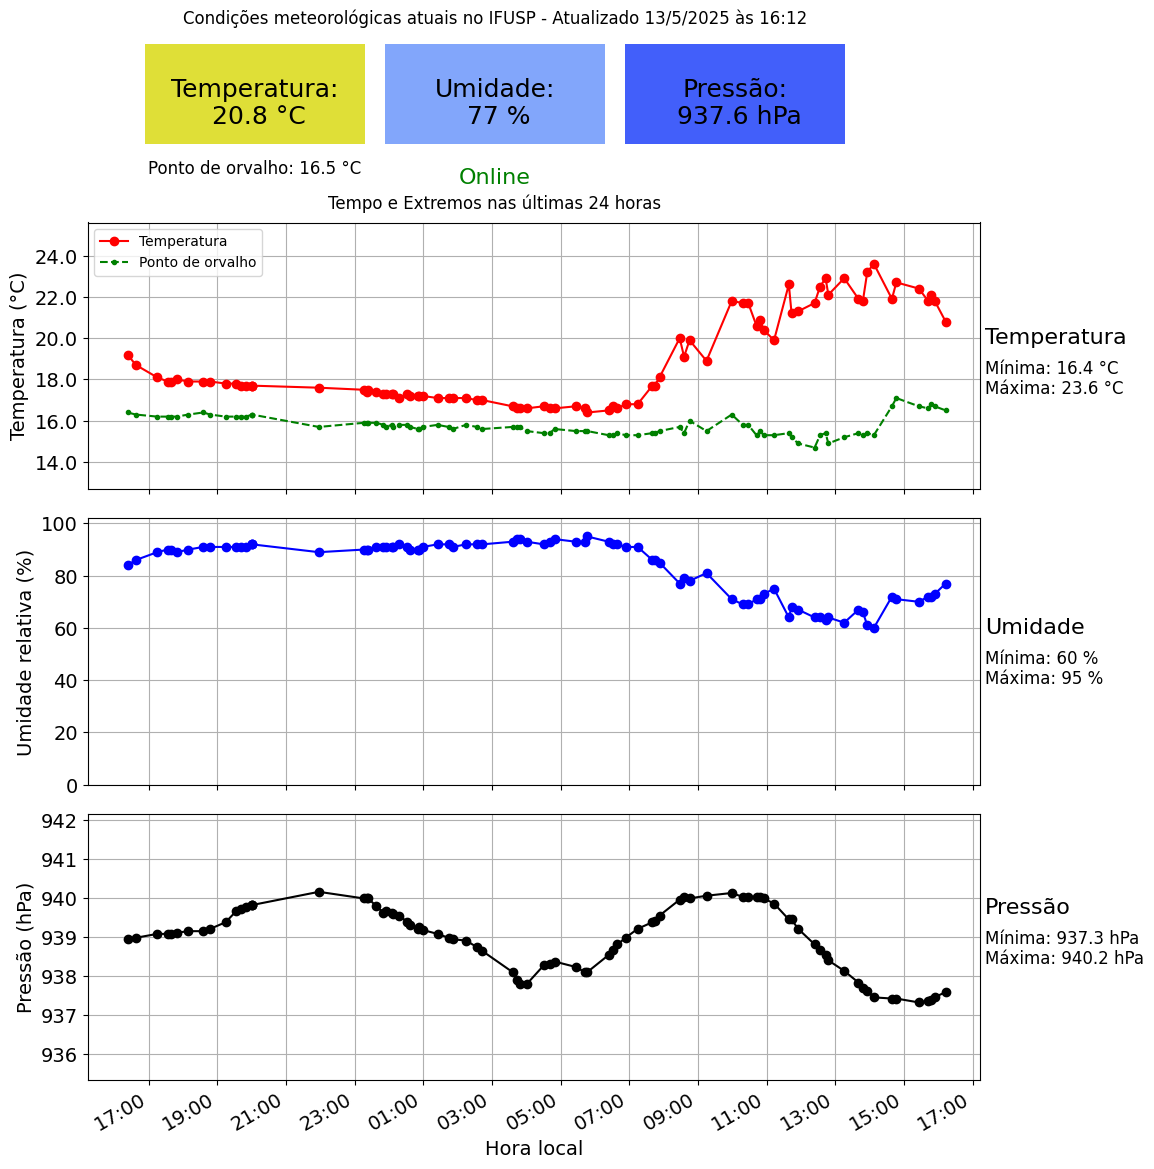 Condições meteorológicas atuais no IFUSP - Atualizado 13/5/2025 às 16:12
Temperatura:
20.8 °C
Umidade:
77 %
Pressão:
937.6 hPa
Ponto de orvalho: 16.5 °C
Online
Tempo e Extremos nas últimas 24 horas
Temperatura (°C)
24.0
22.0
20.0
18.0
16.0
14.0
Temperatura
Ponto de orvalho
Temperatura
Mínima: 16.4 °C
Máxima: 23.6 °C
Umidade relativa (%)
100
80
60
40
20
0
Umidade
Mínima: 60 %
Máxima: 95 %
Pressão (hPa)
942
941
940
939
938
937
936
Pressão
Mínima: 937.3 hPa
Máxima: 940.2 hPa
17:00 19:00 21:00 23:00 01:00 03:00 05:00 07:00 09:00 11:00 13:00 15:00 17:00
Hora local